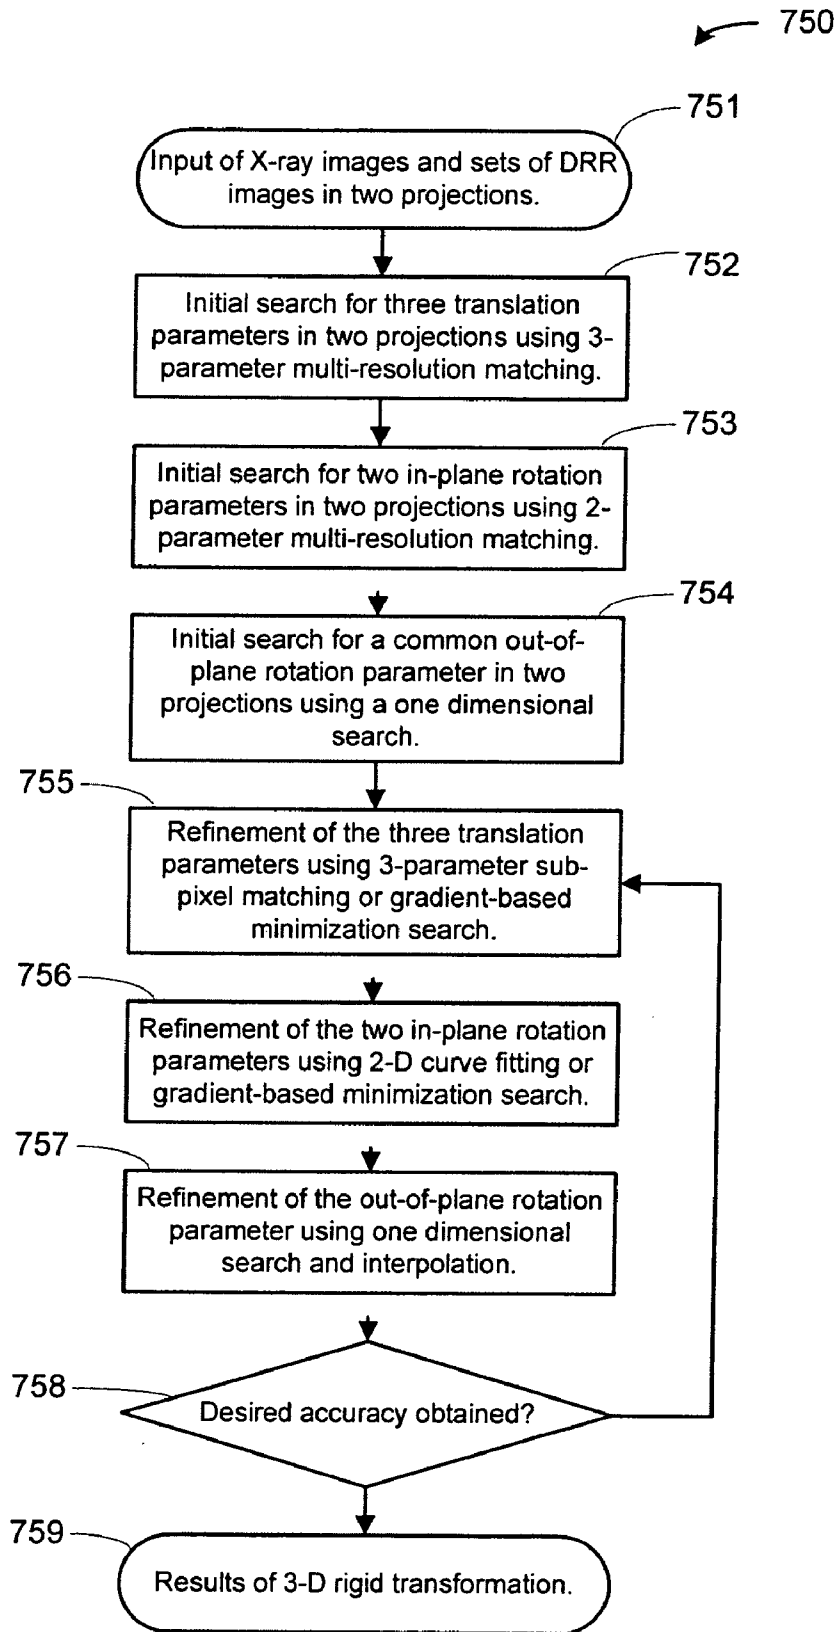 750
751
Input of X-ray images and sets of DRR
images in two projections.
752
Initial search for three translation
parameters in two projections using 3-
parameter multi-resolution matching.
753
Initial search for two in-plane rotation
parameters in two projections using 2-
parameter multi-resolution matching.
754
Initial search for a common out-of-
plane rotation parameter in two
projections using a one dimensional
search.
755
Refinement of the three translation
parameters using 3-parameter sub-
pixel matching or gradient-based
minimization search.
756
Refinement of the two in-plane rotation
parameters using 2-D curve fitting or
gradient-based minimization search.
757
Refinement of the out-of-plane rotation
parameter using one dimensional
search and interpolation.
758
Desired accuracy obtained?
759
Results of 3-D rigid transformation.